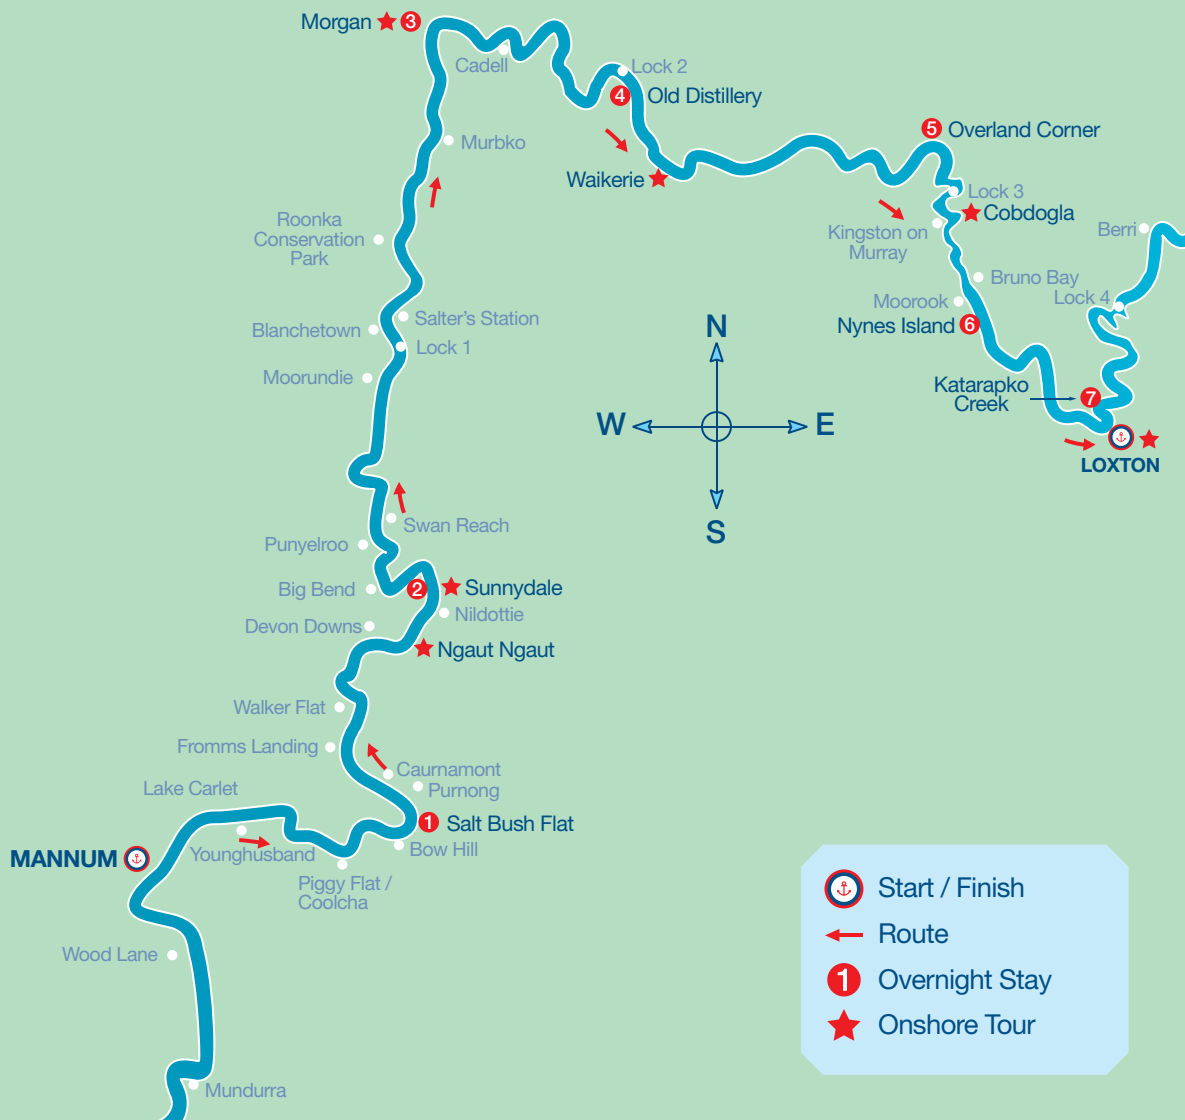 Morgan
3
Cadell
Lock 2
4
Old Distillery
5
Overland Corner
Murbko
Waikerie
Lock 3
Cobdogla
Roonka
Conservation
Park
Kingston on
Murray
Berri
Bruno Bay
Moorook
Lock 4
Salter's Station
Blanchetown
Nynes Island
6
N
Lock 1
Moorundie
Katarapko
Creek
7
W
E
LOXTON
S
Swan Reach
Punyelroo
Big Bend
2
Sunnydale
Nildottie
Devon Downs
Ngaut Ngaut
Walker Flat
Fromms Landing
Caurnamont
Purnong
Lake Carlet
1
Salt Bush Flat
MANNUM
Younghusband
Bow Hill
Piggy Flat /
Coolcha
Wood Lane
Mundurra
Start / Finish
Route
1
Overnight Stay
Onshore Tour